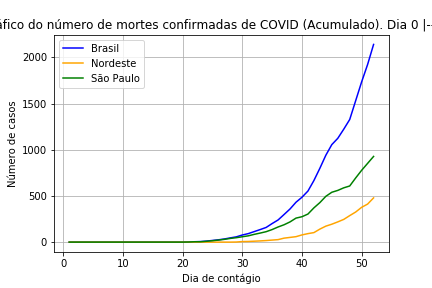 áfico do número de mortes confirmadas de COVID (Acumulado). Dia 0 |--
Brasil
Nordeste
São Paulo
Número de casos
2000
1500
1000
500
0
0 10 20 30 40 50
Dia de contágio